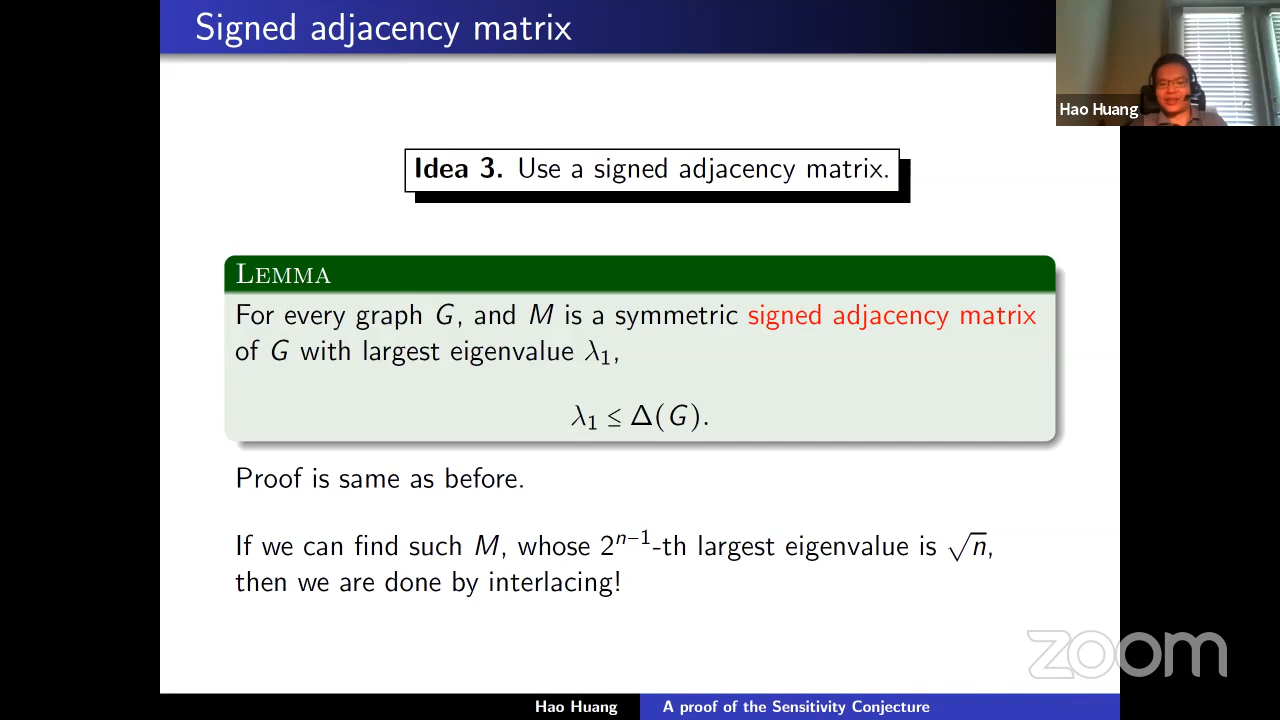 Signed adjacency matrix
Hao Huang
Idea 3. Use a signed adjacency matrix.
LEMMA
For every graph G, and M is a symmetric signed adjacency matrix
of G with largest eigenvalue λ₁,
λ₁ ≤ Δ(G).
Proof is same as before.
If we can find such M, whose 2ⁿ⁻¹-th largest eigenvalue is √n,
then we are done by interlacing!
zoom
Hao Huang A proof of the Sensitivity Conjecture